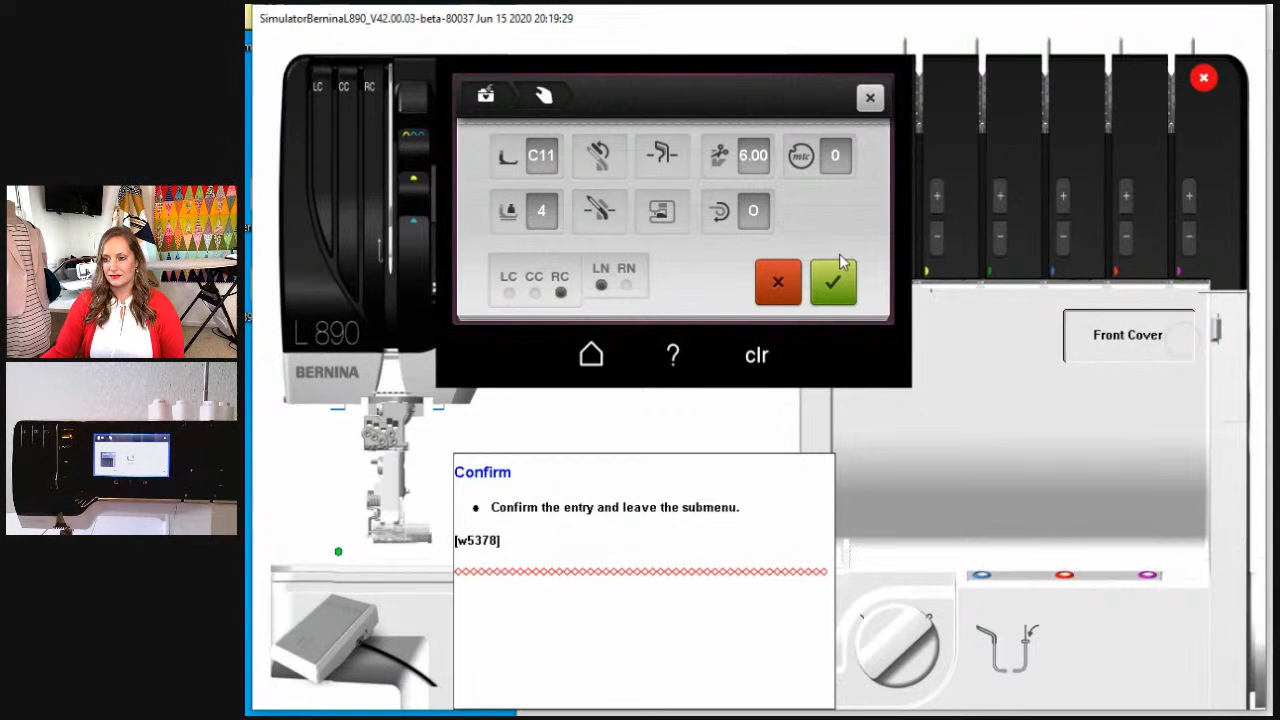 SimulatorBerninaL890_V42.00.03-beta-80037 Jun 15 2020 20:19:29
LC CC RC
C11
6.00
mtc 0
4
O
LC CC RC LN RN
L 890
? clr
BERNINA
Front Cover
Confirm
Confirm the entry and leave the submenu.
[w5378]